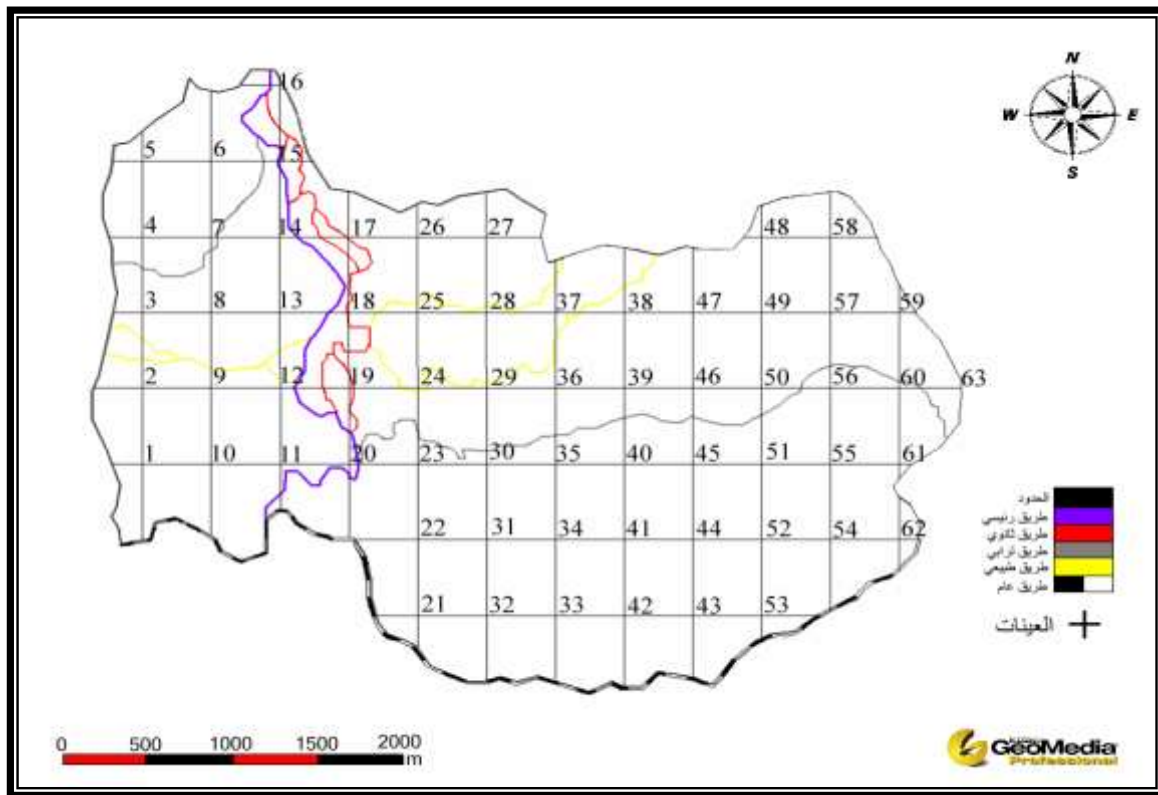 N
W E
S
16
5 6 15
4 7 14 17 26 27 48 58
3 8 13 18 25 28 37 38 47 49 57 59
2 9 12 19 24 29 36 39 46 50 56 60 63
1 10 11 20 23 30 35 40 45 51 55 61
22 31 34 41 44 52 54 62
21 32 33 42 43 53
الحدود
طريق رئيسي
طريق ثانوي
طريق ترابي
طريق طبيعي
طريق عام
العينات
0 500 1000 1500 2000
m
GeoMedia
Professional